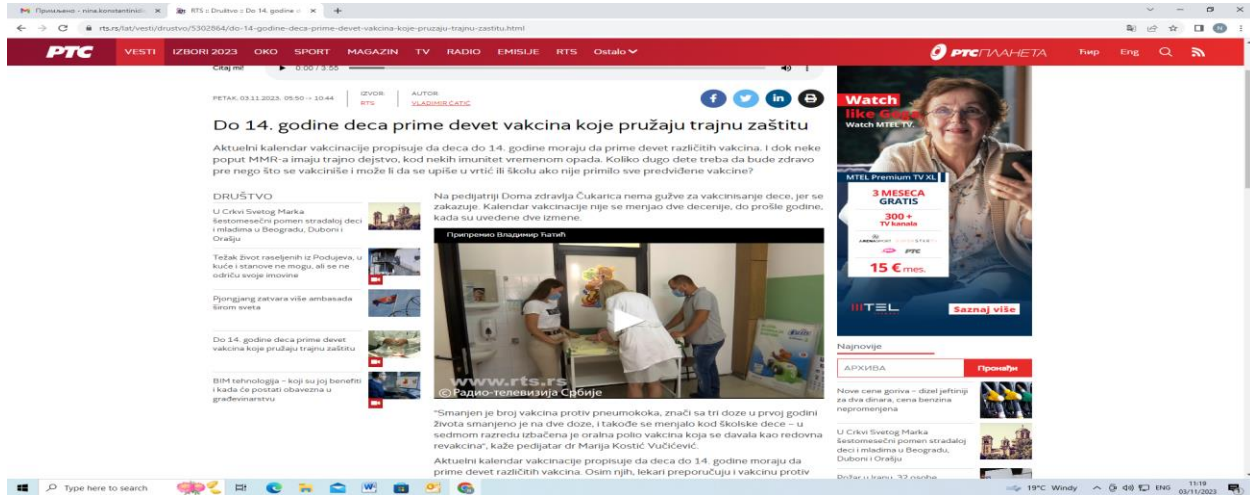 Примљено - nina.konstantinidi
RTS :: Društvo :: Do 14. godine
rts.rs/lat/vesti/drustvo/5302864/do-14-godine-deca-prime-devet-vakcina-koje-pruzaju-trajnu-zastitu.html
РТС VESTI IZBORI 2023 OKO SPORT MAGAZIN TV RADIO EMISIJE RTS Ostalo РТСПЛАНЕТА Ћир Eng
Čitaj mi! 0:00 / 3:55
PETAK, 03.11.2023, 05:50 -> 10:44
IZVOR:
RTS
AUTOR:
VLADIMIR ĆATIĆ
Do 14. godine deca prime devet vakcina koje pružaju trajnu zaštitu
Aktuelni kalendar vakcinacije propisuje da deca do 14. godine moraju da prime devet različitih vakcina. I dok neke
poput MMR-a imaju trajno dejstvo, kod nekih imunitet vremenom opada. Koliko dugo dete treba da bude zdravo
pre nego što se vakciniše i može li da se upiše u vrtić ili školu ako nije primilo sve predviđene vakcine?
DRUŠTVO
U Crkvi Svetog Marka
šestomesečni pomen stradaloj deci
i mladima u Beogradu, Duboni i
Orašju
Težak život raseljenih iz Podujeva, u
kuće i stanove ne mogu, ali se ne
odriču svoje imovine
Pjongjang zatvara više ambasada
širom sveta
Do 14. godine deca prime devet
vakcina koje pružaju trajnu zaštitu
BIM tehnologija – koji su joj benefiti
i kada će postati obavezna u
građevinarstvu
Na pedijatriji Doma zdravlja Čukarica nema gužve za vakcinisanje dece, jer se
zakazuje. Kalendar vakcinacije nije se menjao dve decenije, do prošle godine,
kada su uvedene dve izmene.
Припремио Владимир Ћатић
www.rts.rs
©Радио-телевизија Србије
"Smanjen je broj vakcina protiv pneumokoka, znači sa tri doze u prvoj godini
života smanjeno je na dve doze, i takođe se menjalo kod školske dece – u
sedmom razredu izbačena je oralna polio vakcina koja se davala kao redovna
revakcina", kaže pedijatar dr Marija Kostić Vučićević.
Aktuelni kalendar vakcinacije propisuje da deca do 14. godine moraju da
prime devet različitih vakcina. Osim njih, lekari preporučuju i vakcinu protiv
Watch
like Gaga.
Watch MTEL TV.
MTEL Premium TV XL
3 MESECA
GRATIS
300 +
TV kanala
РТС
15 € mes.
MTEL
Saznaj više
Najnovije
АРХИВА Пронађи
Nove cene goriva – dizel jeftiniji
za dva dinara, cena benzina
nepromenjena
U Crkvi Svetog Marka
šestomesečni pomen stradaloj
deci i mladima u Beogradu,
Duboni i Orašju
Požar u Iranu, 32 osobe
Type here to search
19°C Windy
ENG
11:19
03/11/2023